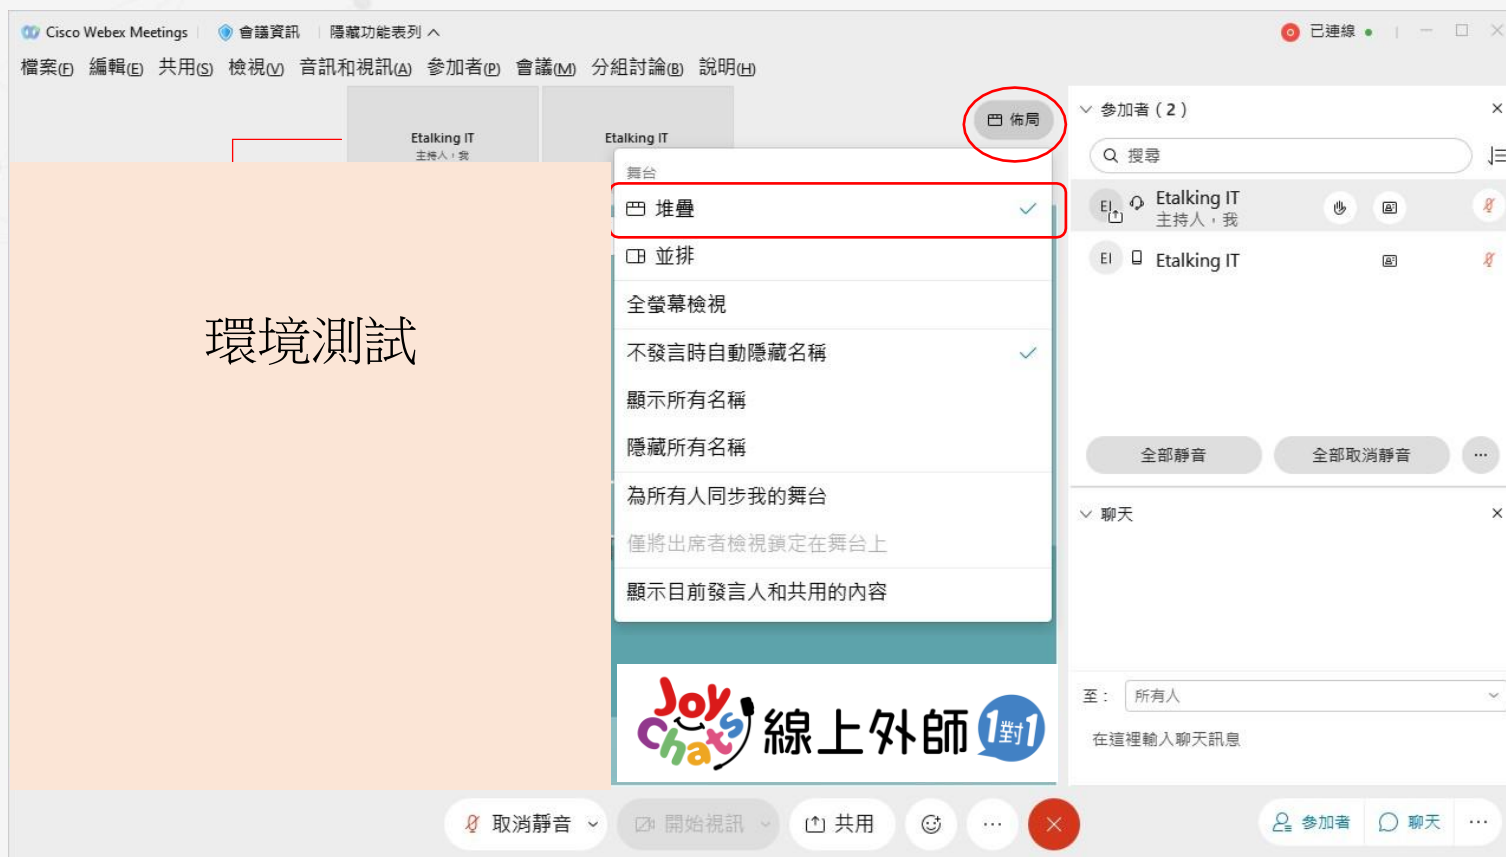 Cisco Webex Meetings 會議資訊 隱藏功能表列 已連線
檔案(F) 編輯(E) 共用(S) 檢視(V) 音訊和視訊(A) 參加者(P) 會議(M) 分組討論(B) 說明(H)
Etalking IT
主持人，我
Etalking IT
佈局
舞台
堆疊
並排
全螢幕檢視
不發言時自動隱藏名稱
顯示所有名稱
隱藏所有名稱
為所有人同步我的舞台
僅將出席者檢視鎖定在舞台上
顯示目前發言人和共用的內容
環境測試
Joy Chats 線上外師 1對1
參加者 ( 2 )
搜尋
EI Etalking IT
主持人，我
EI Etalking IT
全部靜音 全部取消靜音 ...
聊天
至： 所有人
在這裡輸入聊天訊息
取消靜音 開始視訊 共用 ... 參加者 聊天 ...